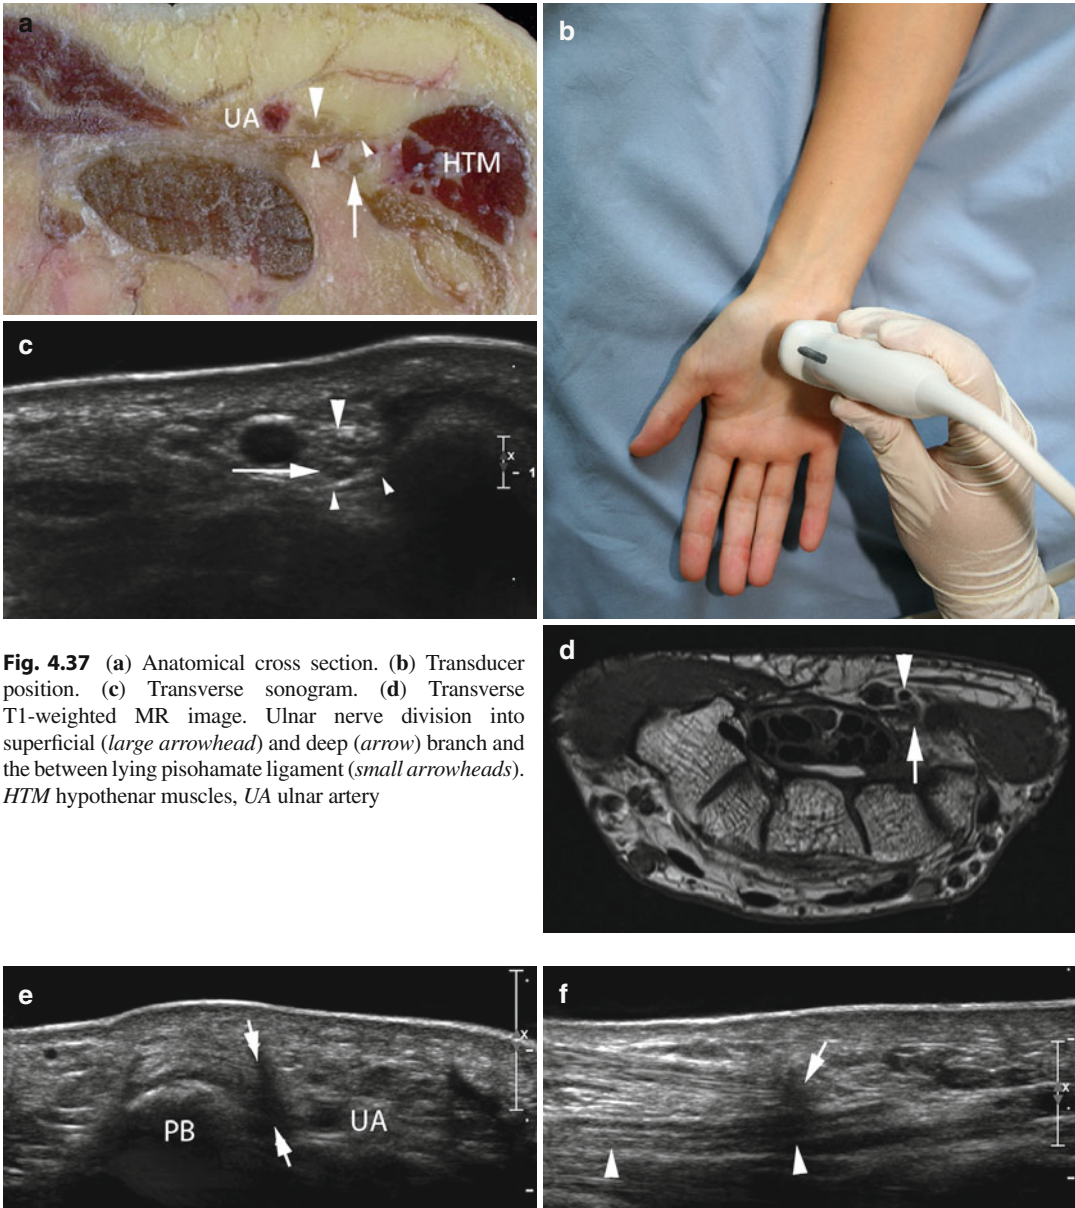 a
UA
HTM
b
c
x
1
Fig. 4.37 (a) Anatomical cross section. (b) Transducer
position. (c) Transverse sonogram. (d) Transverse
T1-weighted MR image. Ulnar nerve division into
superficial (large arrowhead) and deep (arrow) branch and
the between lying pisohamate ligament (small arrowheads).
HTM hypothenar muscles, UA ulnar artery
d
e
x
PB
UA
f
x